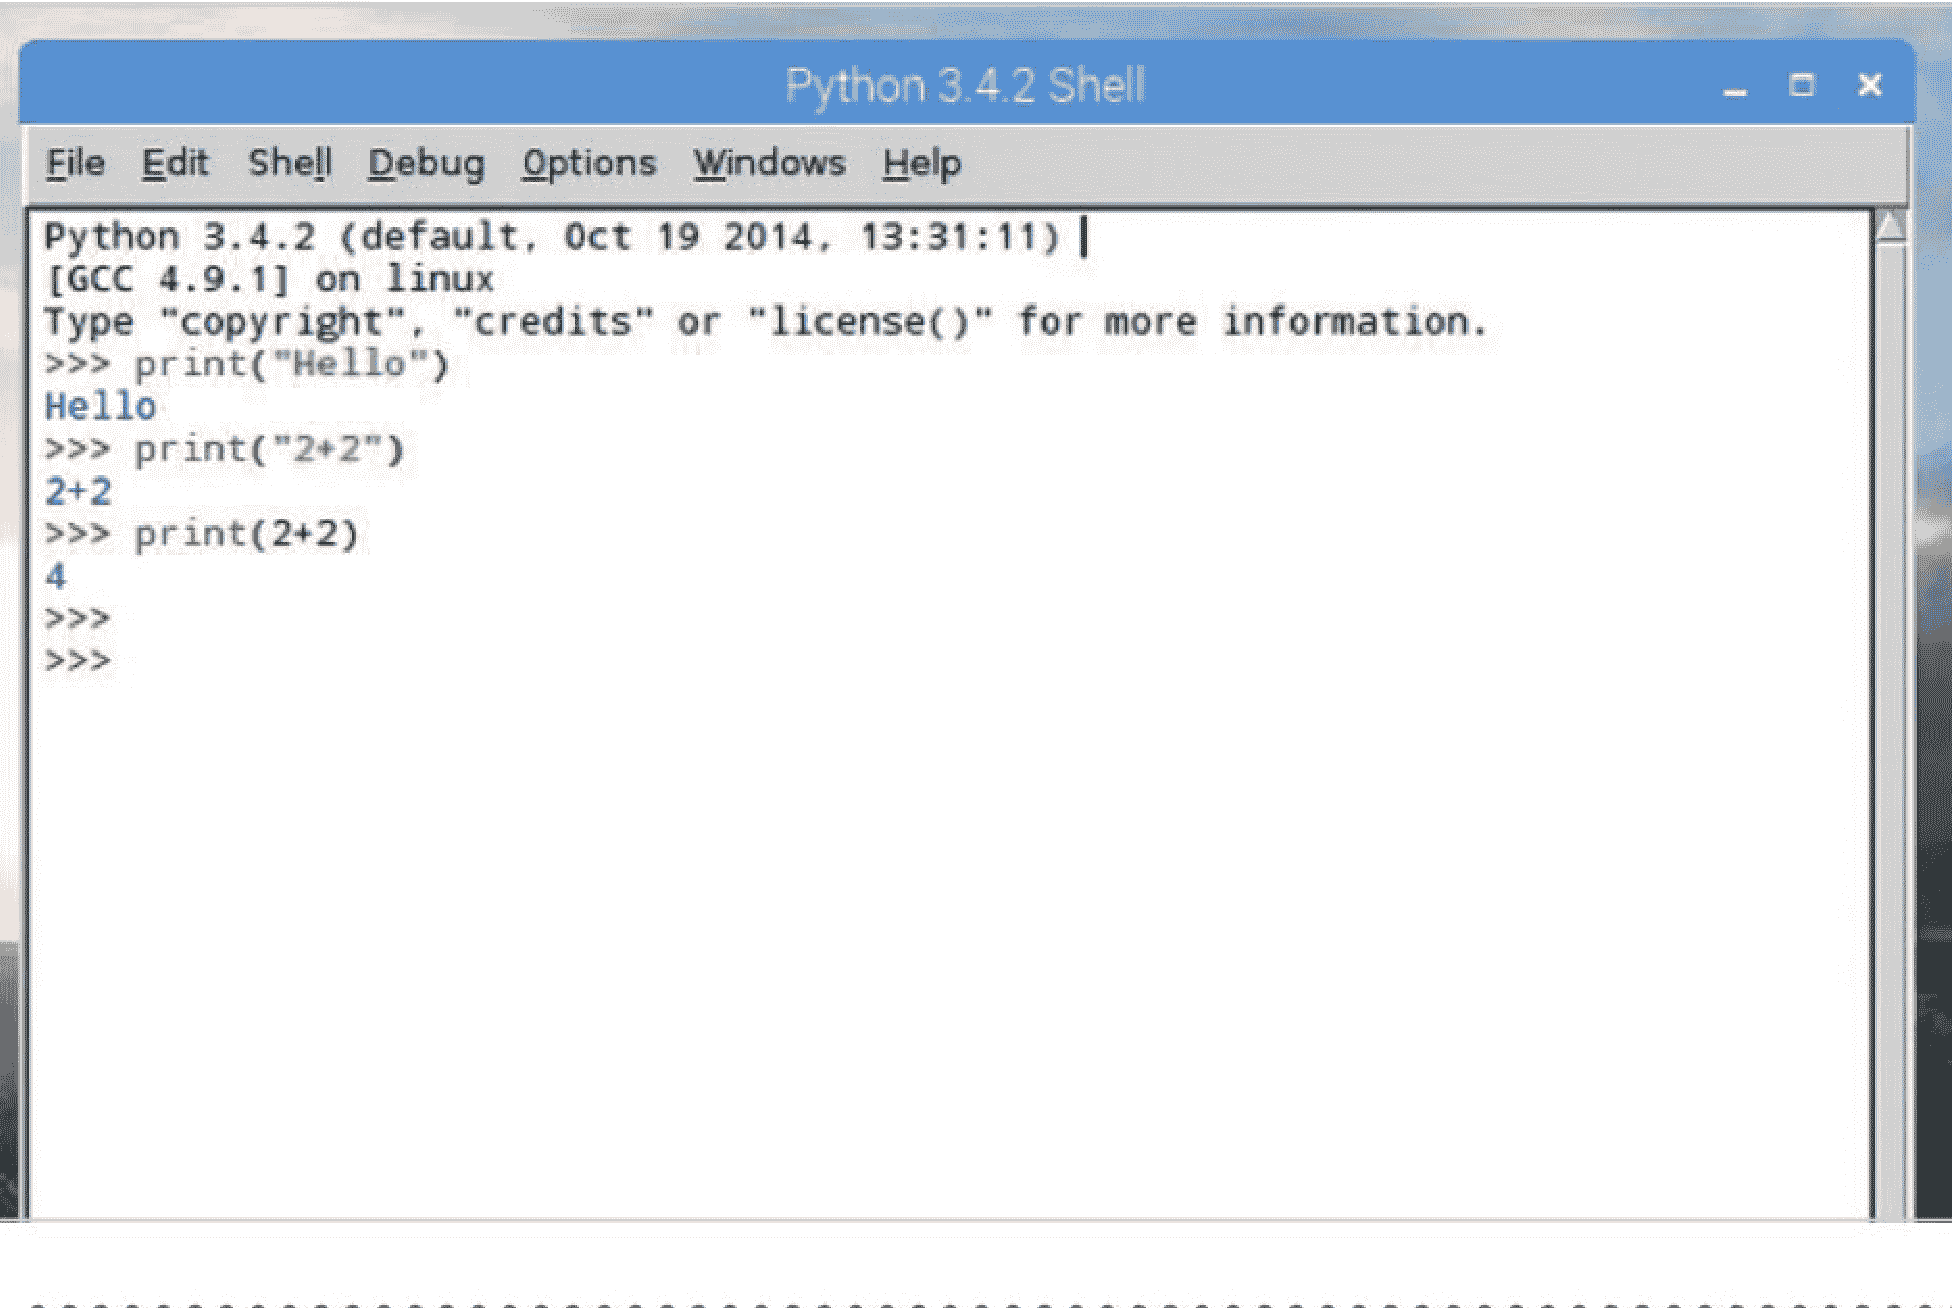 Python 3.4.2 Shell
File Edit Shell Debug Options Windows Help
Python 3.4.2 (default, Oct 19 2014, 13:31:11)
[GCC 4.9.1] on linux
Type "copyright", "credits" or "license()" for more information.
>>> print("Hello")
Hello
>>> print("2+2")
2+2
>>> print(2+2)
4
>>>
>>>